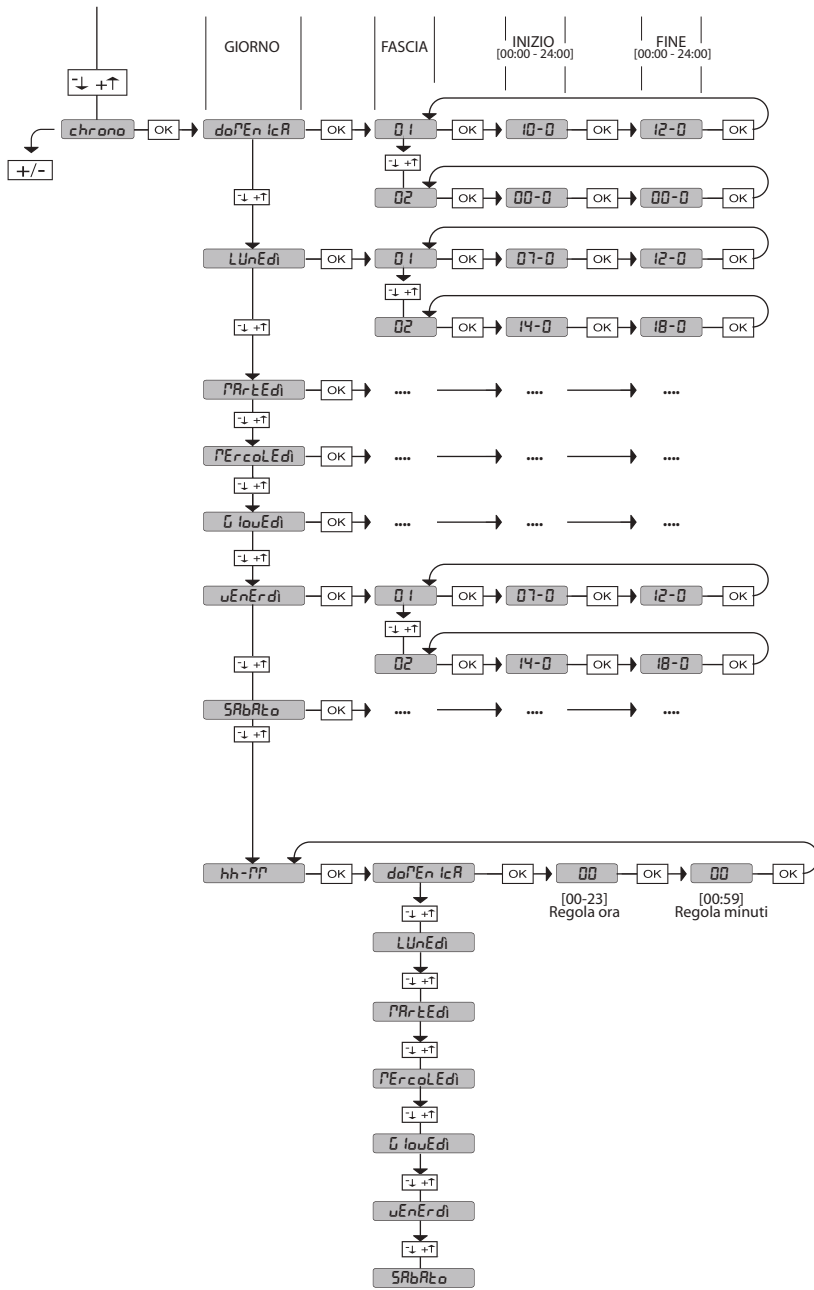 GIORNO FASCIA INIZIO FINE
[00:00 - 24:00] [00:00 - 24:00]
-↓ +↑
chrono OK doMEnIcA OK 01 OK 10-0 OK 12-0 OK
+/-
-↓ +↑
-↓ +↑ 02 OK 00-0 OK 00-0 OK
LUnEdì OK 01 OK 07-0 OK 12-0 OK
-↓ +↑
-↓ +↑ 02 OK 14-0 OK 18-0 OK
MArtEdì OK .... .... ....
-↓ +↑
MErcoLEdì OK .... .... ....
-↓ +↑
GIovEdì OK .... .... ....
-↓ +↑
vEnErdì OK 01 OK 07-0 OK 12-0 OK
-↓ +↑
-↓ +↑ 02 OK 14-0 OK 18-0 OK
SAbAto OK .... .... ....
-↓ +↑
hh-MM OK doMEnIcA OK 00 OK 00 OK
[00-23] [00:59]
Regola ora Regola minuti
-↓ +↑
LUnEdì
-↓ +↑
MArtEdì
-↓ +↑
MErcoLEdì
-↓ +↑
GIovEdì
-↓ +↑
vEnErdì
-↓ +↑
SAbAto